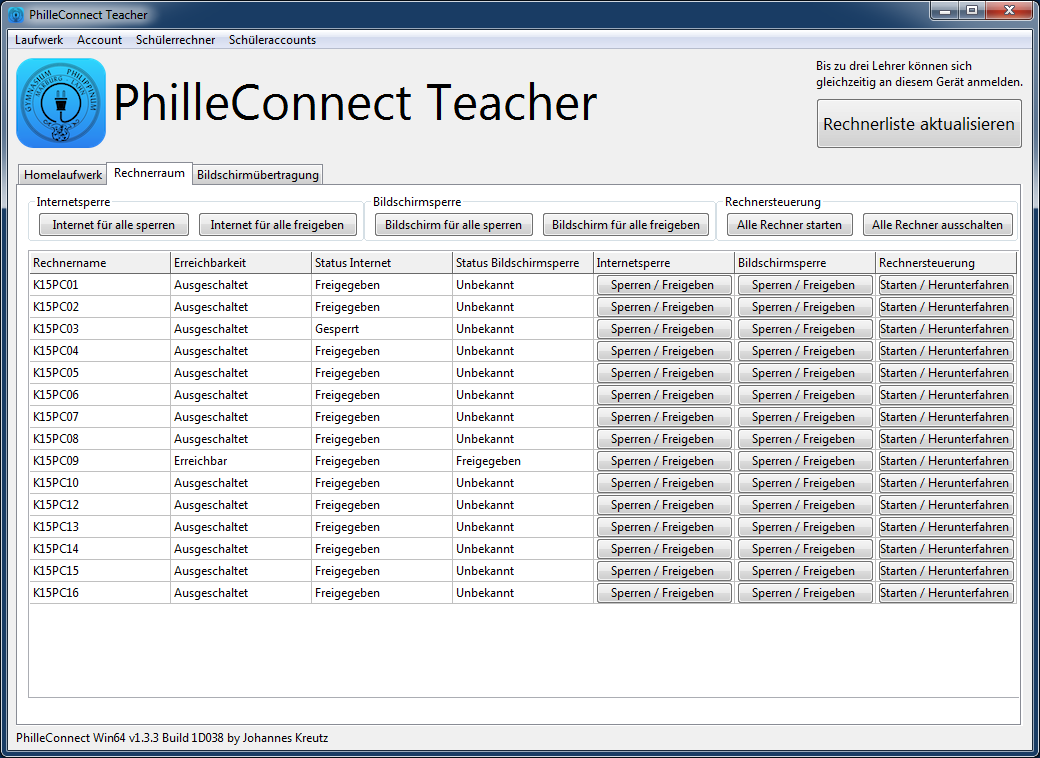 PhilleConnect Teacher
Laufwerk Account Schülerrechner Schüleraccounts
GYMNASIUM PHILIPPINUM
MARBURG - LAHN
PhilleConnect Teacher
Bis zu drei Lehrer können sich
gleichzeitig an diesem Gerät anmelden.
Rechnerliste aktualisieren
Homelaufwerk Rechnerraum Bildschirmübertragung
Internetsperre Bildschirmsperre Rechnersteuerung
Internet für alle sperren Internet für alle freigeben Bildschirm für alle sperren Bildschirm für alle freigeben Alle Rechner starten Alle Rechner ausschalten
Rechnername Erreichbarkeit Status Internet Status Bildschirmsperre Internetsperre Bildschirmsperre Rechnersteuerung
K15PC01 Ausgeschaltet Freigegeben Unbekannt Sperren / Freigeben Sperren / Freigeben Starten / Herunterfahren
K15PC02 Ausgeschaltet Freigegeben Unbekannt Sperren / Freigeben Sperren / Freigeben Starten / Herunterfahren
K15PC03 Ausgeschaltet Gesperrt Unbekannt Sperren / Freigeben Sperren / Freigeben Starten / Herunterfahren
K15PC04 Ausgeschaltet Freigegeben Unbekannt Sperren / Freigeben Sperren / Freigeben Starten / Herunterfahren
K15PC05 Ausgeschaltet Freigegeben Unbekannt Sperren / Freigeben Sperren / Freigeben Starten / Herunterfahren
K15PC06 Ausgeschaltet Freigegeben Unbekannt Sperren / Freigeben Sperren / Freigeben Starten / Herunterfahren
K15PC07 Ausgeschaltet Freigegeben Unbekannt Sperren / Freigeben Sperren / Freigeben Starten / Herunterfahren
K15PC08 Ausgeschaltet Freigegeben Unbekannt Sperren / Freigeben Sperren / Freigeben Starten / Herunterfahren
K15PC09 Erreichbar Freigegeben Freigegeben Sperren / Freigeben Sperren / Freigeben Starten / Herunterfahren
K15PC10 Ausgeschaltet Freigegeben Unbekannt Sperren / Freigeben Sperren / Freigeben Starten / Herunterfahren
K15PC12 Ausgeschaltet Freigegeben Unbekannt Sperren / Freigeben Sperren / Freigeben Starten / Herunterfahren
K15PC13 Ausgeschaltet Freigegeben Unbekannt Sperren / Freigeben Sperren / Freigeben Starten / Herunterfahren
K15PC14 Ausgeschaltet Freigegeben Unbekannt Sperren / Freigeben Sperren / Freigeben Starten / Herunterfahren
K15PC15 Ausgeschaltet Freigegeben Unbekannt Sperren / Freigeben Sperren / Freigeben Starten / Herunterfahren
K15PC16 Ausgeschaltet Freigegeben Unbekannt Sperren / Freigeben Sperren / Freigeben Starten / Herunterfahren
PhilleConnect Win64 v1.3.3 Build 1D038 by Johannes Kreutz